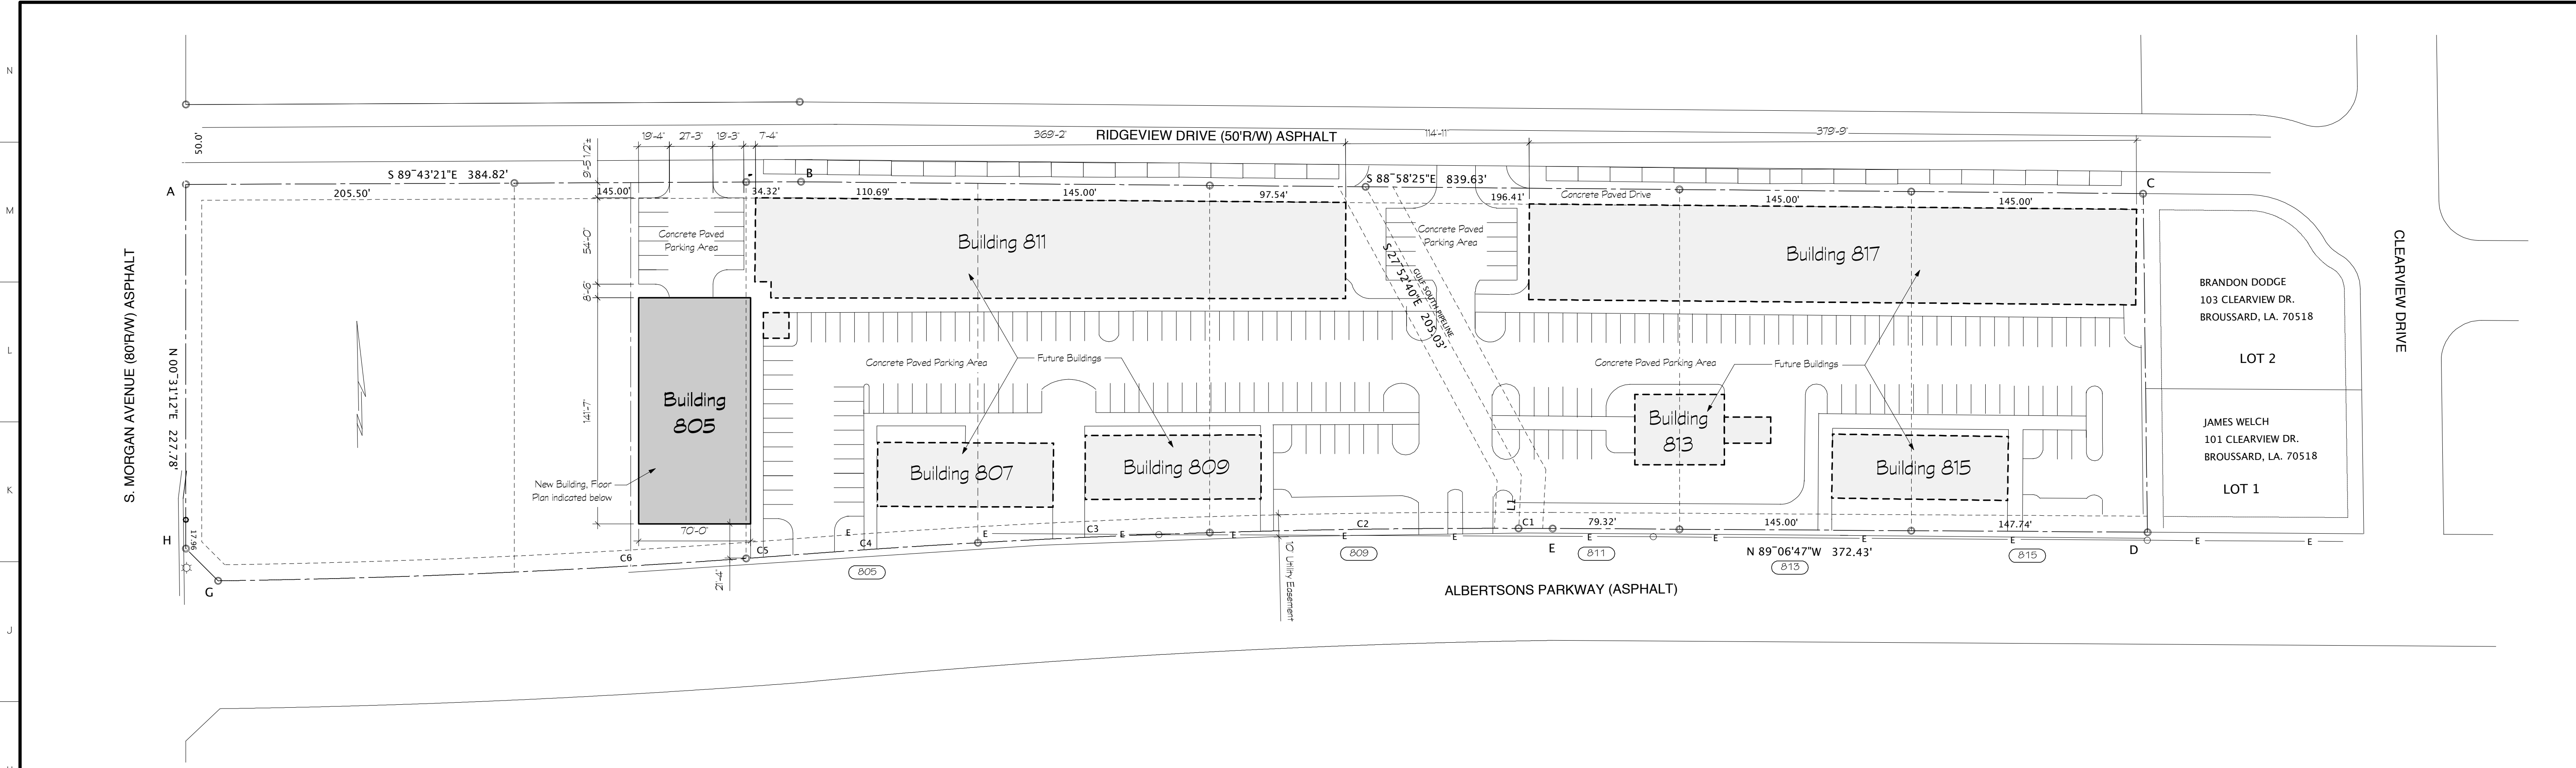 N
M
L
K
J
50.0'
19'-4"
27'-3"
19'-3"
7'-4"
369'-2"
RIDGEVIEW DRIVE (50'R/W) ASPHALT
114'-11"
379'-9"
9'-5 1/2"±
A
S 89~43'21"E 384.82'
205.50'
145.00'
34.32'
B
110.69'
145.00'
97.54'
S 88~58'25"E 839.63'
196.41'
Concrete Paved Drive
145.00'
145.00'
C
S. MORGAN AVENUE (80'R/W) ASPHALT
N 00~31'12"E 227.78'
54'-0"
8'-6"
141'-7"
Concrete Paved
Parking Area
Building 811
Concrete Paved
Parking Area
S 27~52'40"E 205.03'
GULF SOUTH PIPELINE
Building 817
CLEARVIEW DRIVE
BRANDON DODGE
103 CLEARVIEW DR.
BROUSSARD, LA. 70518
LOT 2
Concrete Paved Parking Area
Future Buildings
Concrete Paved Parking Area
Future Buildings
Building
805
Building
813
JAMES WELCH
101 CLEARVIEW DR.
BROUSSARD, LA. 70518
LOT 1
New Building, Floor
Plan indicated below
Building 807
Building 809
Building 815
70'-0"
L1
H
17.96
G
C6
C5
C4
C3
C2
C1
E
E
E
E
E
E
E
E
E
E
E
E
E
79.32'
145.00'
147.74'
N 89~06'47"W 372.43'
D
21'-4"
805
809
811
813
815
10' Utility Easement
ALBERTSONS PARKWAY (ASPHALT)